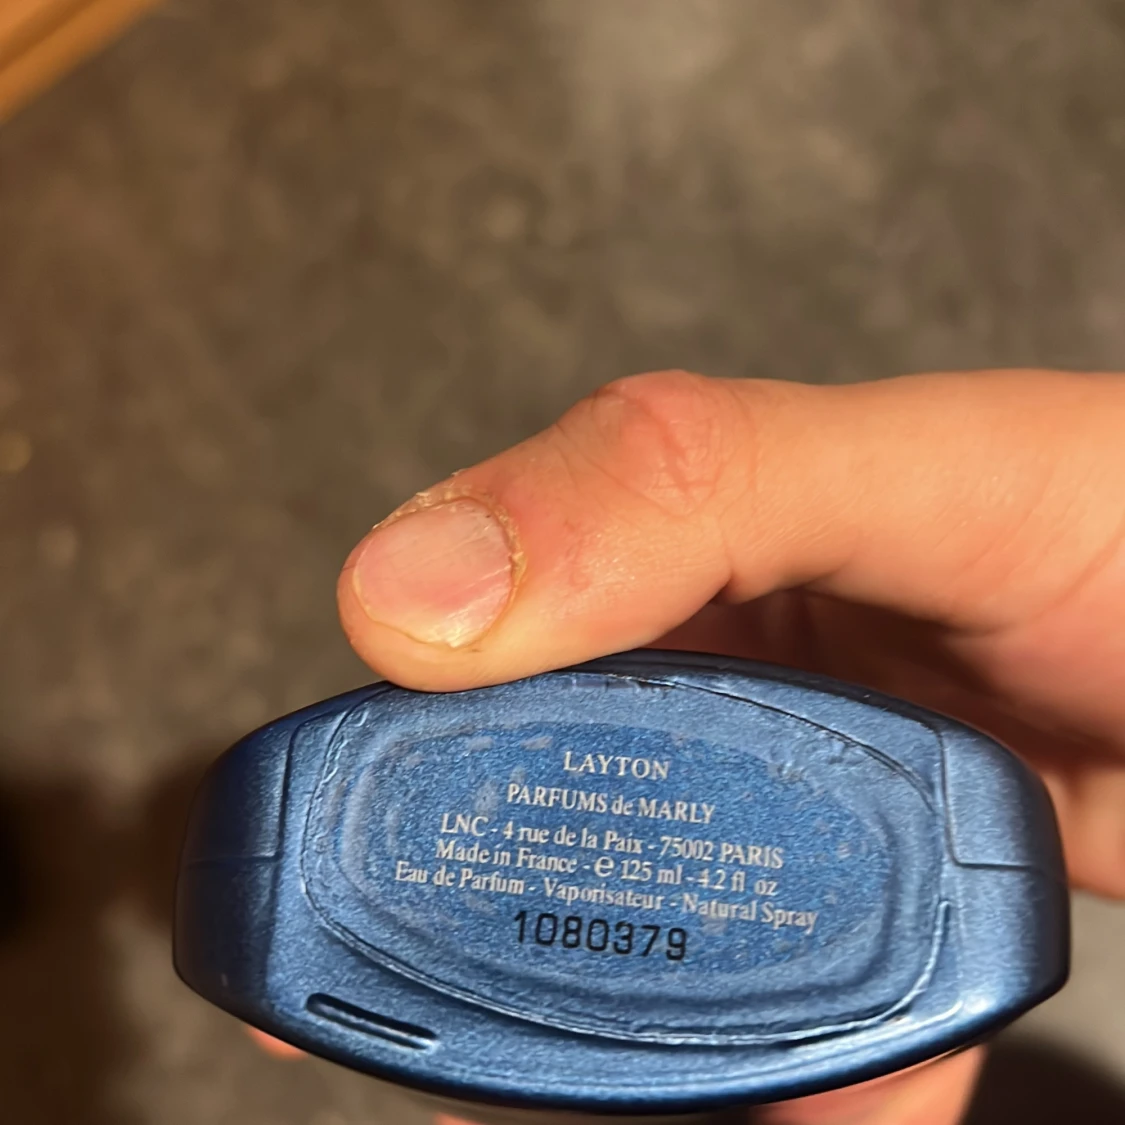 LAYTON
PARFUMS de MARLY
LNC - 4 rue de la Paix - 75002 PARIS
Made in France - ℮ 125 ml - 4.2 fl oz
Eau de Parfum - Vaporisateur - Natural Spray
1080379